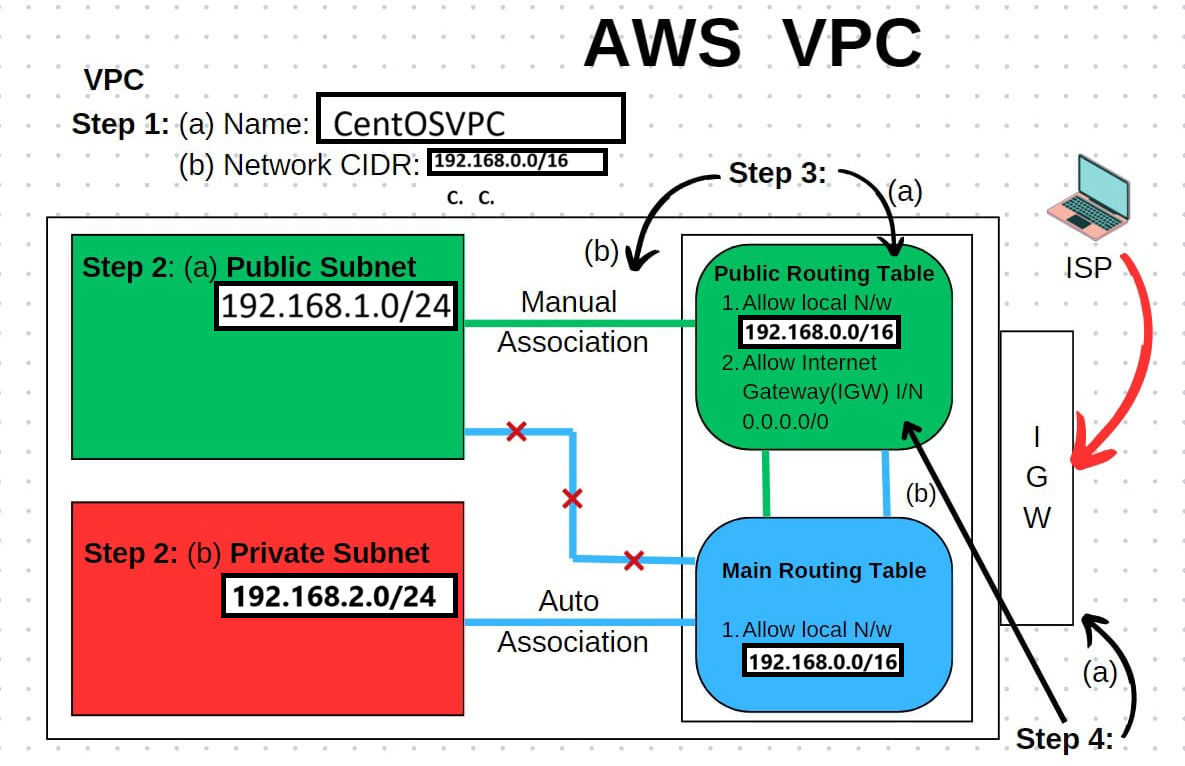 AWS VPC
VPC
Step 1: (a) Name: CentOSVPC
(b) Network CIDR: 192.168.0.0/16
c. c.
Step 3:
(a)
(b)
ISP
Step 2: (a) Public Subnet
192.168.1.0/24
Manual
Association
Public Routing Table
1. Allow local N/w
192.168.0.0/16
2. Allow Internet
Gateway(IGW) I/N
0.0.0.0/0
I
G
W
(b)
Step 2: (b) Private Subnet
192.168.2.0/24
Auto
Association
Main Routing Table
1. Allow local N/w
192.168.0.0/16
(a)
Step 4: